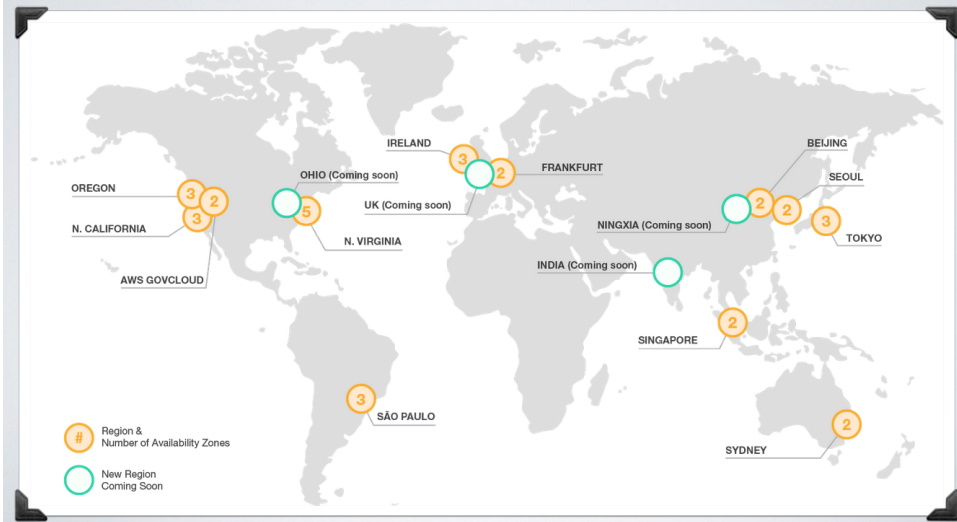 IRELAND
3
2
FRANKFURT
OHIO (Coming soon)
UK (Coming soon)
OREGON
3
2
3
N. CALIFORNIA
AWS GOVCLOUD
5
N. VIRGINIA
BEIJING
SEOUL
2
2
3
NINGXIA (Coming soon)
TOKYO
INDIA (Coming soon)
2
SINGAPORE
3
SÃO PAULO
2
SYDNEY
# Region &
Number of Availability Zones
New Region
Coming Soon